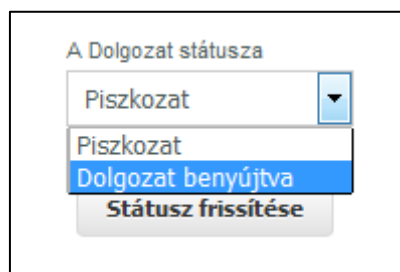 A Dolgozat státusza
Piszkozat
Piszkozat
Dolgozat benyújtva
Státusz frissítése